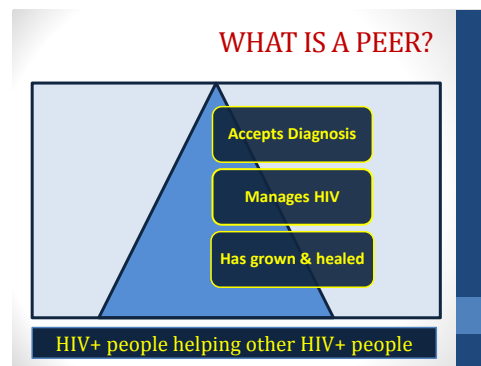 WHAT IS A PEER?
Accepts Diagnosis
Manages HIV
Has grown & healed
HIV+ people helping other HIV+ people